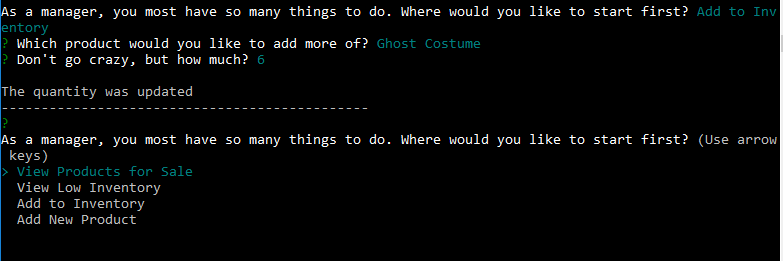 As a manager, you most have so many things to do. Where would you like to start first? Add to Inv
entory
? Which product would you like to add more of? Ghost Costume
? Don't go crazy, but how much? 6
The quantity was updated
----------------------------------------------
?
As a manager, you most have so many things to do. Where would you like to start first? (Use arrow
keys)
> View Products for Sale
View Low Inventory
Add to Inventory
Add New Product